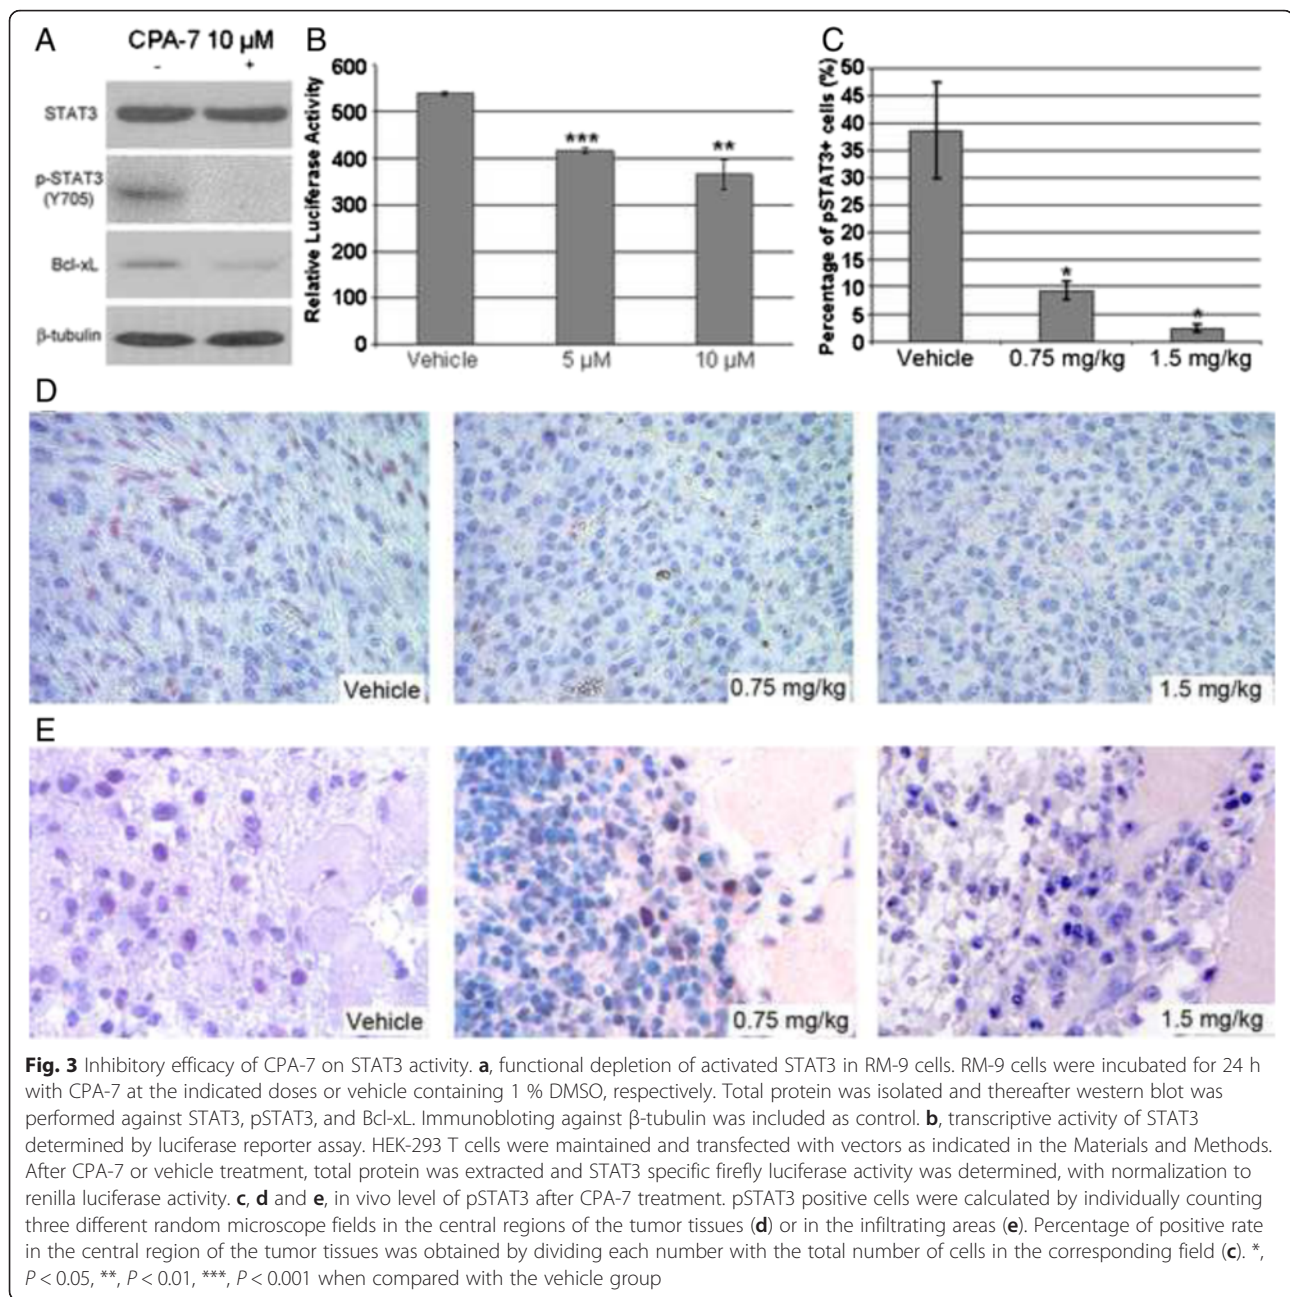 A
CPA-7 10 µM
- +
STAT3
p-STAT3
(Y705)
Bcl-xL
β-tubulin
B
Relative Luciferase Activity
600
500
400
300
200
100
0
***
**
Vehicle 5 µM 10 µM
C
Percentage of pSTAT3+ cells (%)
50
45
40
35
30
25
20
15
10
5
0
*
*
Vehicle 0.75 mg/kg 1.5 mg/kg
D
Vehicle 0.75 mg/kg 1.5 mg/kg
E
Vehicle 0.75 mg/kg 1.5 mg/kg
Fig. 3 Inhibitory efficacy of CPA-7 on STAT3 activity. a, functional depletion of activated STAT3 in RM-9 cells. RM-9 cells were incubated for 24 h
with CPA-7 at the indicated doses or vehicle containing 1 % DMSO, respectively. Total protein was isolated and thereafter western blot was
performed against STAT3, pSTAT3, and Bcl-xL. Immunobloting against β-tubulin was included as control. b, transcriptive activity of STAT3
determined by luciferase reporter assay. HEK-293 T cells were maintained and transfected with vectors as indicated in the Materials and Methods.
After CPA-7 or vehicle treatment, total protein was extracted and STAT3 specific firefly luciferase activity was determined, with normalization to
renilla luciferase activity. c, d and e, in vivo level of pSTAT3 after CPA-7 treatment. pSTAT3 positive cells were calculated by individually counting
three different random microscope fields in the central regions of the tumor tissues (d) or in the infiltrating areas (e). Percentage of positive rate
in the central region of the tumor tissues was obtained by dividing each number with the total number of cells in the corresponding field (c). *,
P < 0.05, **, P < 0.01, ***, P < 0.001 when compared with the vehicle group